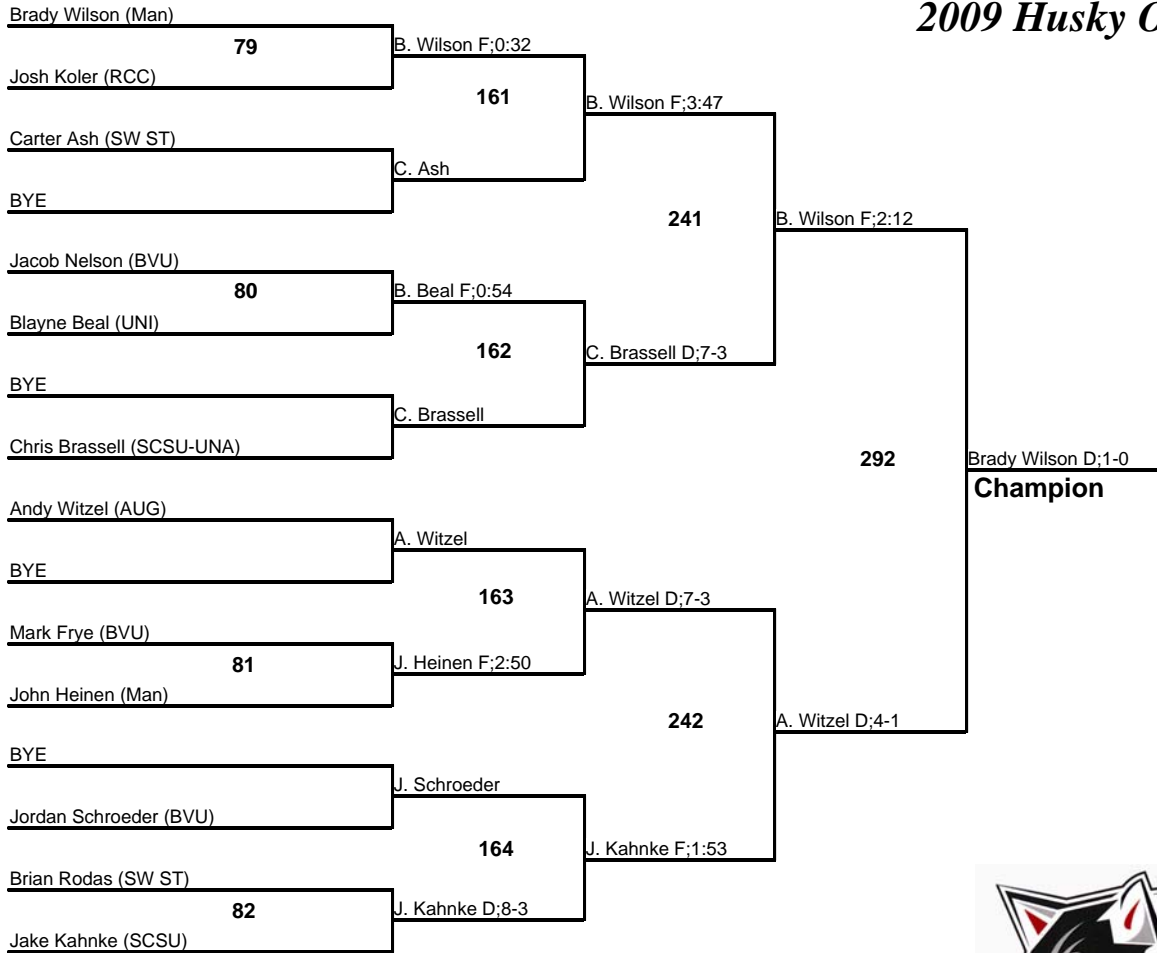 2009 Husky O
Brady Wilson (Man)
79
B. Wilson F;0:32
Josh Koler (RCC)
161
B. Wilson F;3:47
Carter Ash (SW ST)
C. Ash
BYE
241
B. Wilson F;2:12
Jacob Nelson (BVU)
80
B. Beal F;0:54
Blayne Beal (UNI)
162
C. Brassell D;7-3
BYE
C. Brassell
Chris Brassell (SCSU-UNA)
292
Brady Wilson D;1-0
Champion
Andy Witzel (AUG)
A. Witzel
BYE
163
A. Witzel D;7-3
Mark Frye (BVU)
81
J. Heinen F;2:50
John Heinen (Man)
242
A. Witzel D;4-1
BYE
J. Schroeder
Jordan Schroeder (BVU)
164
J. Kahnke F;1:53
Brian Rodas (SW ST)
82
J. Kahnke D;8-3
Jake Kahnke (SCSU)